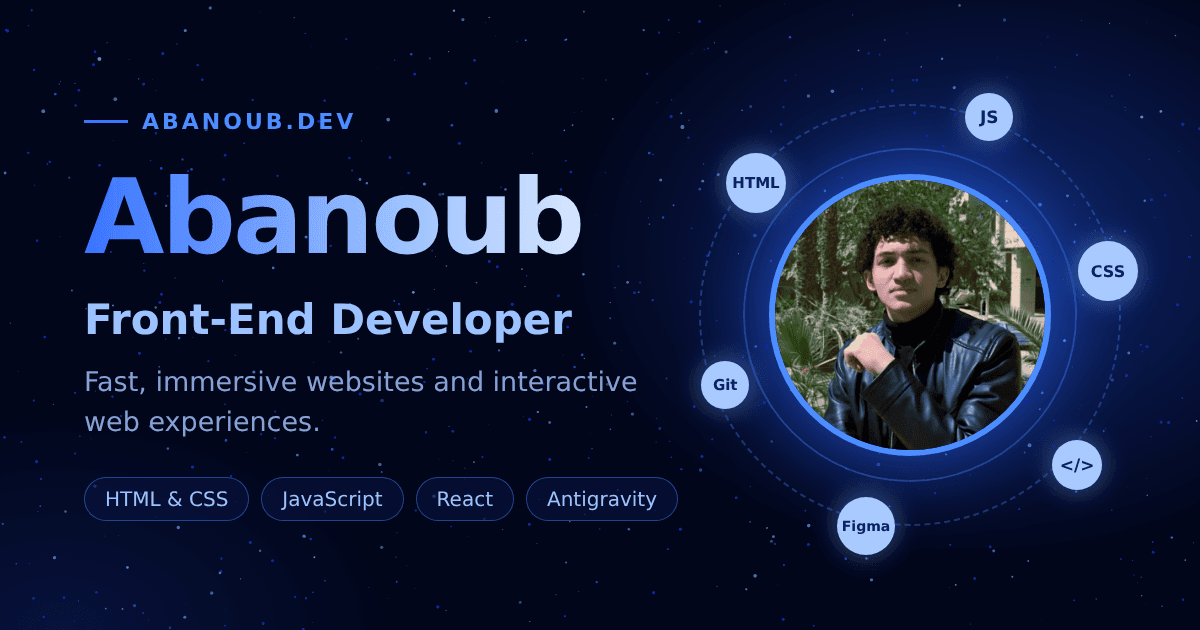 ABANOUB.DEV
Abanoub
Front-End Developer
Fast, immersive websites and interactive
web experiences.
HTML & CSS
JavaScript
React
Antigravity
JS
HTML
CSS
Git
</>
Figma